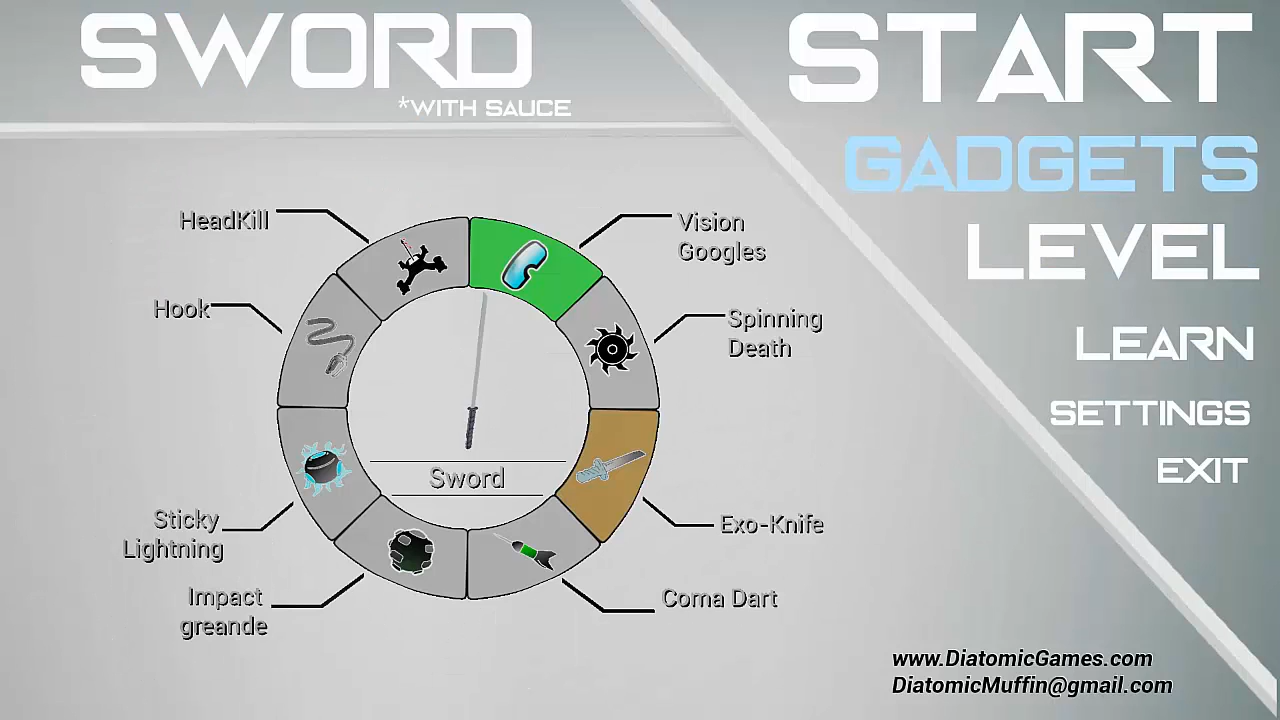 SWORD
*WITH SAUCE
START
GADGETS
LEVEL
LEARN
SETTINGS
EXIT
HeadKill
Vision
Googles
Hook
Spinning
Death
Sword
Sticky
Lightning
Exo-Knife
Impact
greande
Coma Dart
www.DiatomicGames.com
DiatomicMuffin@gmail.com